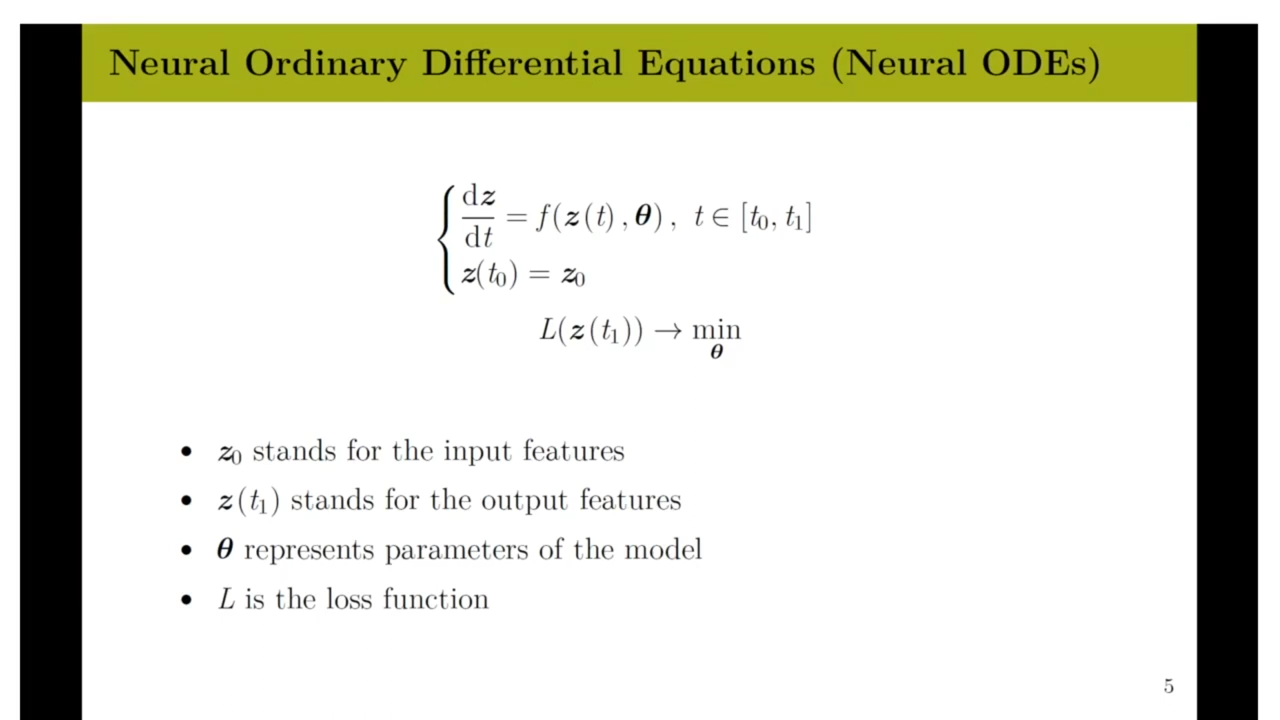 Neural Ordinary Differential Equations (Neural ODEs)
dz/dt = f(z(t), θ), t ∈ [t₀, t₁]
z(t₀) = z₀
L(z(t₁)) → min θ
• z₀ stands for the input features
• z(t₁) stands for the output features
• θ represents parameters of the model
• L is the loss function
5